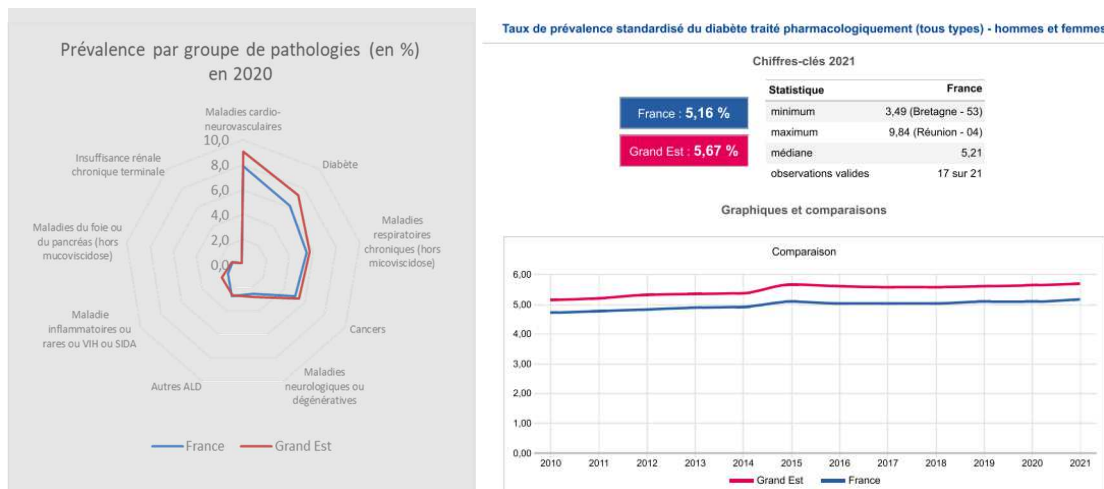 Prévalence par groupe de pathologies (en %)
en 2020
Maladies cardio-
neurovasculaires
10,0
8,0
6,0
4,0
2,0
0,0
Diabète
Maladies
respiratoires
chroniques (hors
micoviscidose)
Cancers
Maladies
neurologiques ou
dégénératives
Autres ALD
Maladie
inflammatoires ou
rares ou VIH ou SIDA
Maladies du foie ou
du pancréas (hors
mucoviscidose)
Insuffisance rénale
chronique terminale
France
Grand Est
Taux de prévalence standardisé du diabète traité pharmacologiquement (tous types) - hommes et femmes
Chiffres-clés 2021
France : 5,16 %
Grand Est : 5,67 %
Statistique France
minimum 3,49 (Bretagne - 53)
maximum 9,84 (Réunion - 04)
médiane 5,21
observations valides 17 sur 21
Graphiques et comparaisons
Comparaison
6,00
5,00
4,00
3,00
2,00
1,00
0,00
2010 2011 2012 2013 2014 2015 2016 2017 2018 2019 2020 2021
Grand Est France